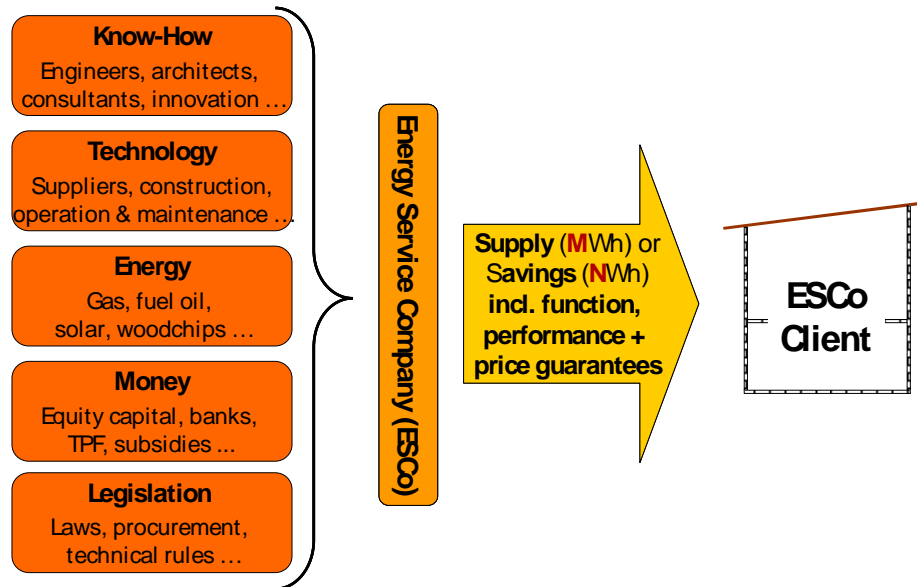 Know-How
Engineers, architects,
consultants, innovation …
Technology
Suppliers, construction,
operation & maintenance …
Energy
Gas, fuel oil,
solar, woodchips …
Money
Equity capital, banks,
TPF, subsidies ...
Legislation
Laws, procurement,
technical rules …
Energy Service Company (ESCo)
Supply (MWh) or
Savings (NWh)
incl. function,
performance +
price guarantees
ESCo
Client